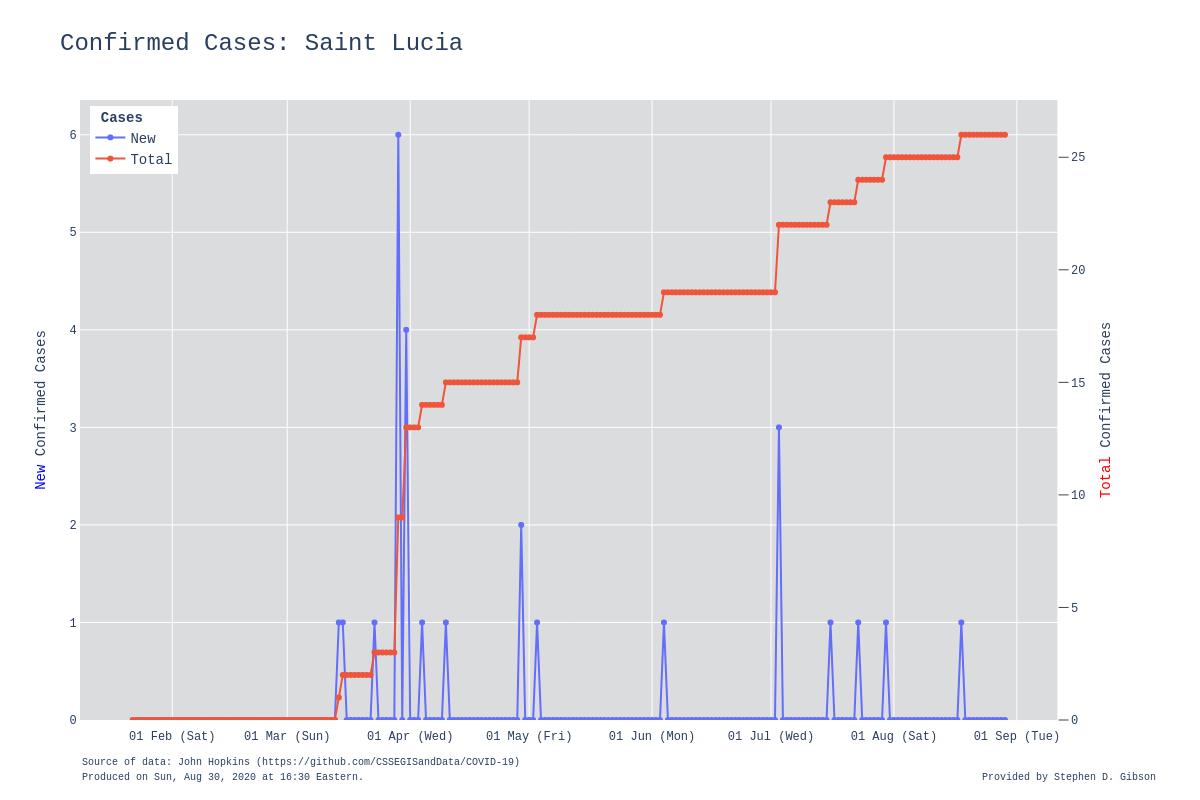 Confirmed Cases: Saint Lucia
Cases
New
Total
6
5
4
3
2
1
0
25
20
15
10
5
0
New Confirmed Cases
Total Confirmed Cases
01 Feb (Sat) 01 Mar (Sun) 01 Apr (Wed) 01 May (Fri) 01 Jun (Mon) 01 Jul (Wed) 01 Aug (Sat) 01 Sep (Tue)
Source of data: John Hopkins (https://github.com/CSSEGISandData/COVID-19)
Produced on Sun, Aug 30, 2020 at 16:30 Eastern.
Provided by Stephen D. Gibson